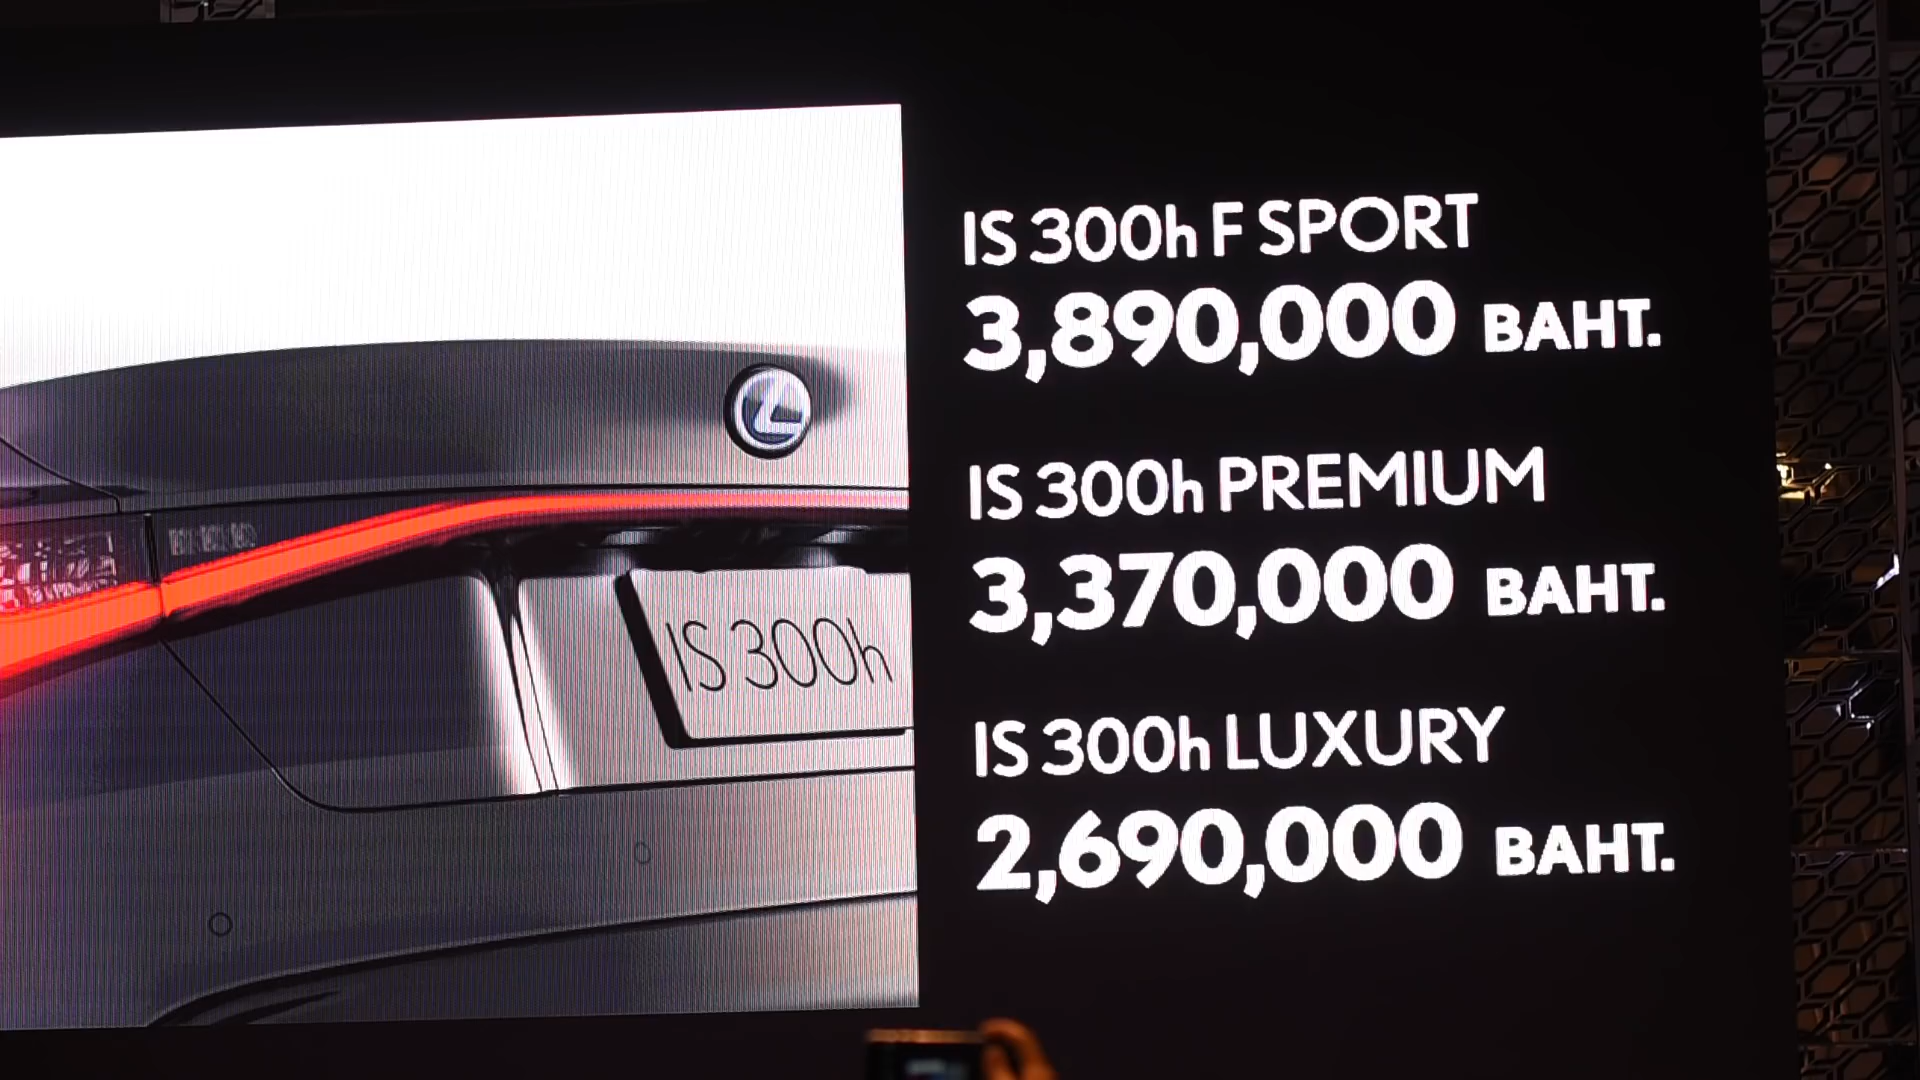 IS 300h F SPORT
3,890,000 BAHT.
IS 300h PREMIUM
3,370,000 BAHT.
IS 300h LUXURY
2,690,000 BAHT.
IS 300h